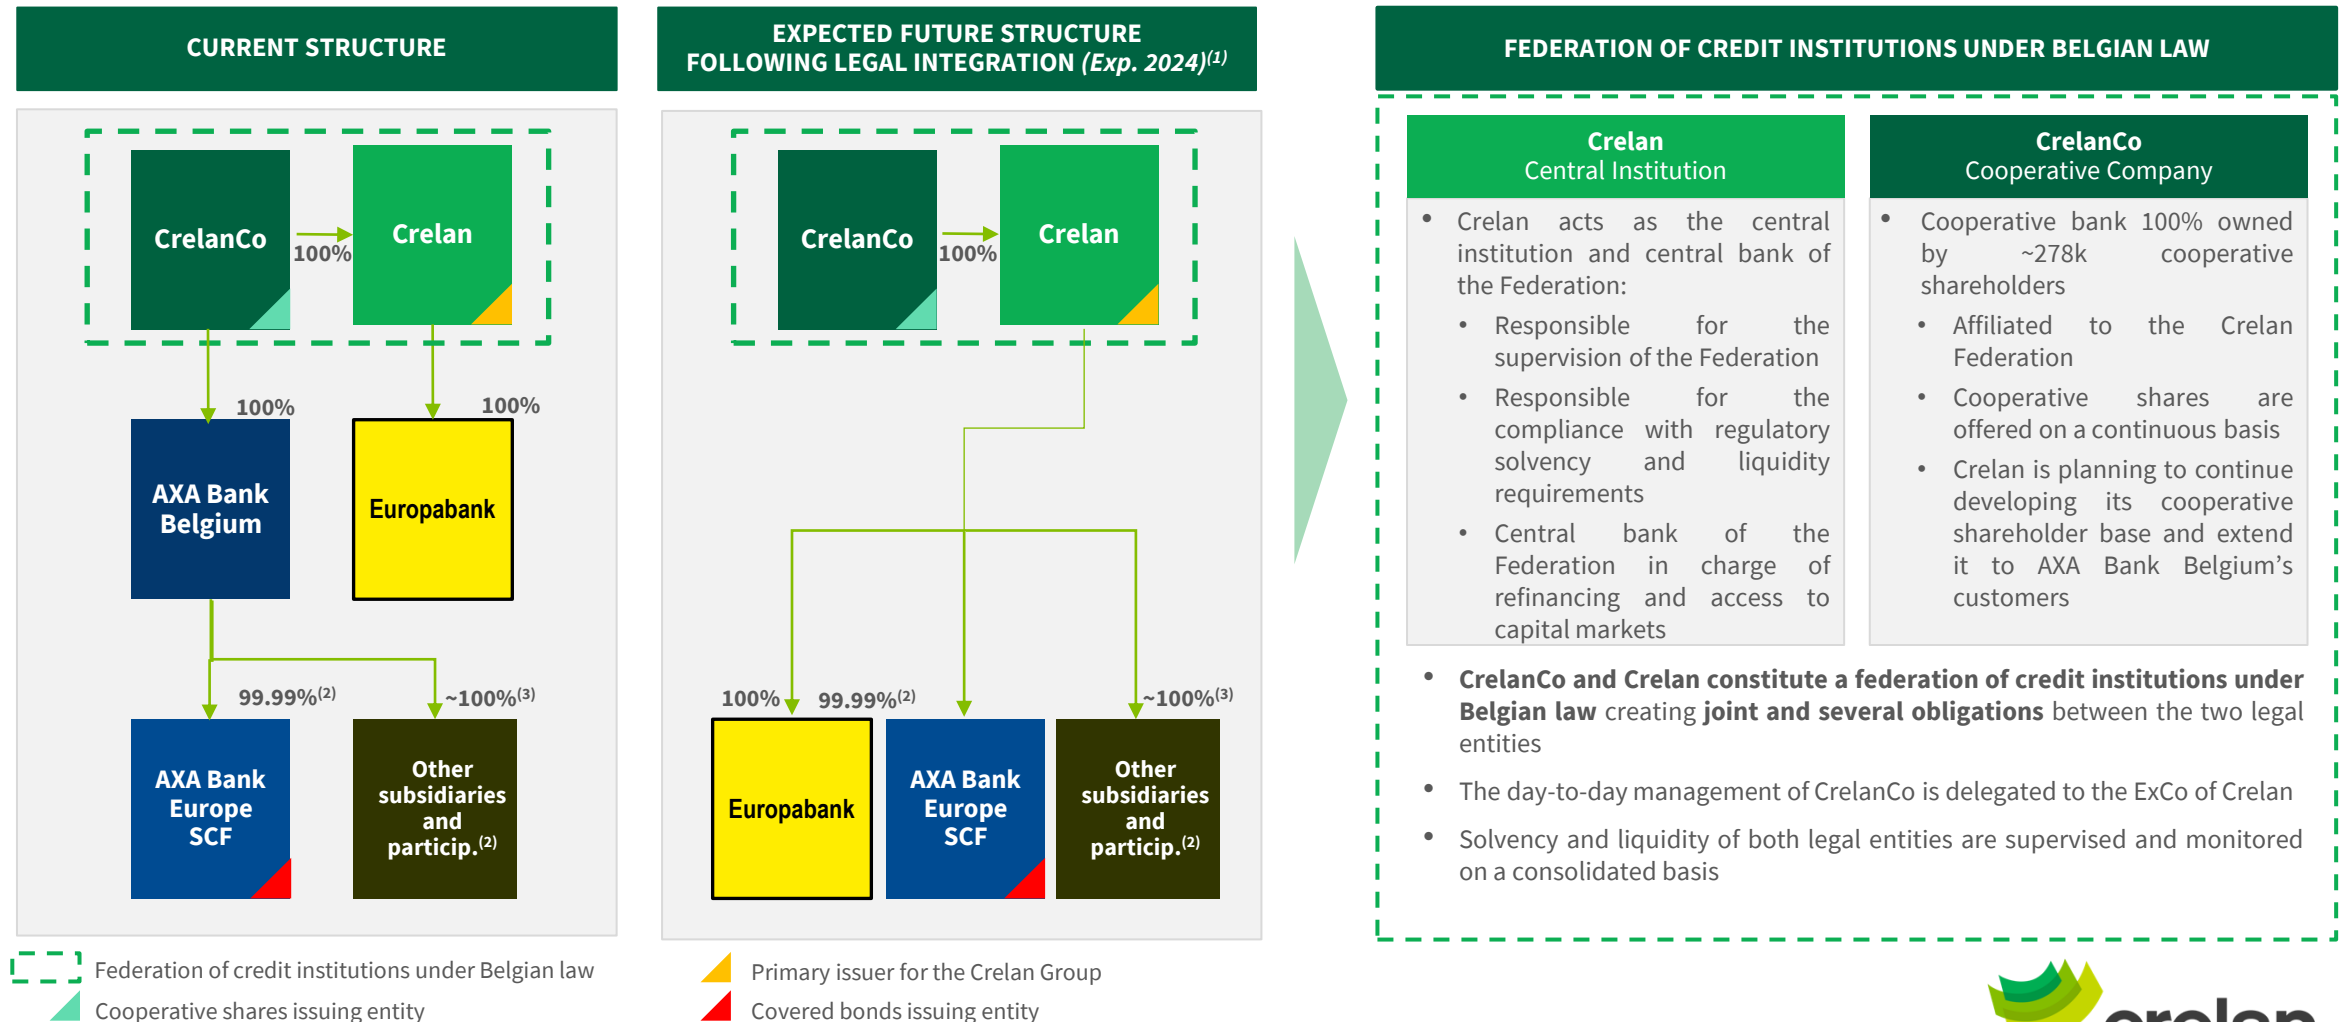 CURRENT STRUCTURE
CrelanCo
100%
Crelan
100%
100%
AXA Bank
Belgium
Europabank
99.99%(2)
~100%(3)
AXA Bank
Europe
SCF
Other
subsidiaries
and
particip.(2)
EXPECTED FUTURE STRUCTURE
FOLLOWING LEGAL INTEGRATION (Exp. 2024)(1)
CrelanCo
100%
Crelan
100%
99.99%(2)
~100%(3)
Europabank
AXA Bank
Europe
SCF
Other
subsidiaries
and
particip.(2)
Federation of credit institutions under Belgian law
Cooperative shares issuing entity
Primary issuer for the Crelan Group
Covered bonds issuing entity
FEDERATION OF CREDIT INSTITUTIONS UNDER BELGIAN LAW
Crelan
Central Institution
• Crelan acts as the central
institution and central bank of
the Federation:
• Responsible for the
supervision of the Federation
• Responsible for the
compliance with regulatory
solvency and liquidity
requirements
• Central bank of the
Federation in charge of
refinancing and access to
capital markets
CrelanCo
Cooperative Company
• Cooperative bank 100% owned
by ~278k cooperative
shareholders
• Affiliated to the Crelan
Federation
• Cooperative shares are
offered on a continuous basis
• Crelan is planning to continue
developing its cooperative
shareholder base and extend
it to AXA Bank Belgium’s
customers
• CrelanCo and Crelan constitute a federation of credit institutions under
Belgian law creating joint and several obligations between the two legal
entities
• The day-to-day management of CrelanCo is delegated to the ExCo of Crelan
• Solvency and liquidity of both legal entities are supervised and monitored
on a consolidated basis
crelan